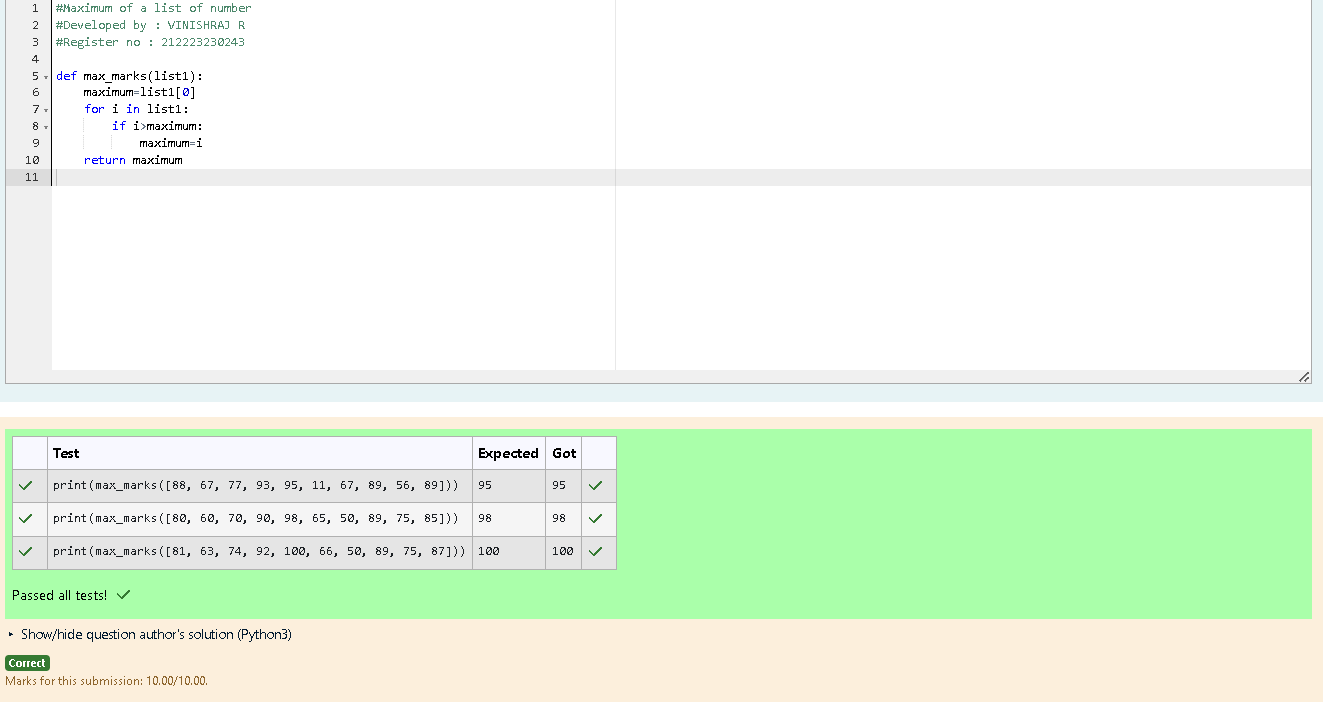 1 #Maximum of a list of number
2 #Developed by : VINISHRAJ R
3 #Register no : 212223230243
4
5 def max_marks(list1):
6     maximum=list1[0]
7     for i in list1:
8         if i>maximum:
9             maximum=i
10     return maximum
11
Test Expected Got
print(max_marks([88, 67, 77, 93, 95, 11, 67, 89, 56, 89])) 95 95
print(max_marks([80, 60, 70, 90, 98, 65, 50, 89, 75, 85])) 98 98
print(max_marks([81, 63, 74, 92, 100, 66, 50, 89, 75, 87])) 100 100
Passed all tests!
Show/hide question author's solution (Python3)
Correct
Marks for this submission: 10.00/10.00.